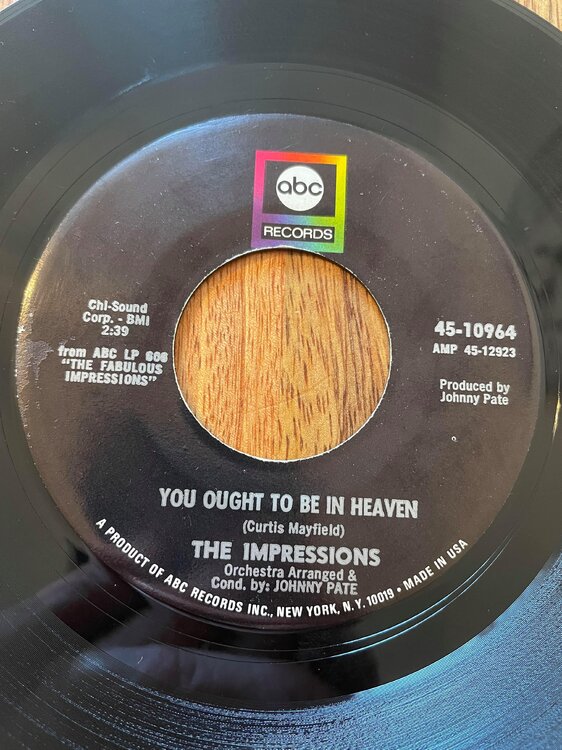 abc
RECORDS
Chi-Sound
Corp. - BMI
2:39
from ABC LP 606
"THE FABULOUS
IMPRESSIONS"
45-10964
AMP 45-12923
Produced by
Johnny Pate
YOU OUGHT TO BE IN HEAVEN
(Curtis Mayfield)
THE IMPRESSIONS
Orchestra Arranged &
Cond. by: JOHNNY PATE
A PRODUCT OF ABC RECORDS INC., NEW YORK, N.Y. 10019 • MADE IN USA